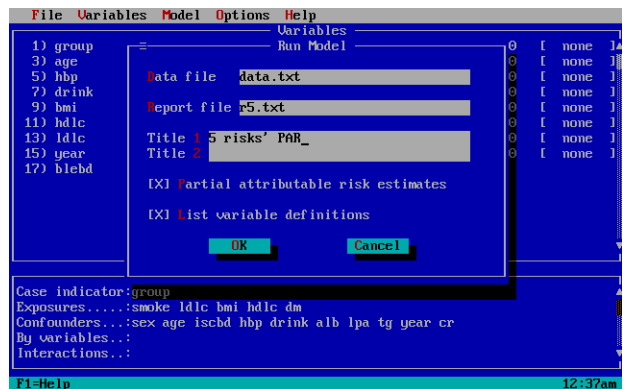 File Variables Model Options Help
Variables
Run Model
1) group 0 [ none ]
3) age 0 [ none ]
5) hbp 0 [ none ]
7) drink 0 [ none ]
9) bmi 0 [ none ]
11) hdlc 0 [ none ]
13) ldlc 0 [ none ]
15) year 0 [ none ]
17) blebd
Data file data.txt
Report file r5.txt
Title 1 5 risks' PAR_
Title 2
[X] Partial attributable risk estimates
[X] List variable definitions
OK Cancel
Case indicator:group
Exposures.....:smoke ldlc bmi hdlc dm
Confounders...:sex age iscbd hbp drink alb lpa tg year cr
By variables..:
Interactions..:
F1=Help 12:37am